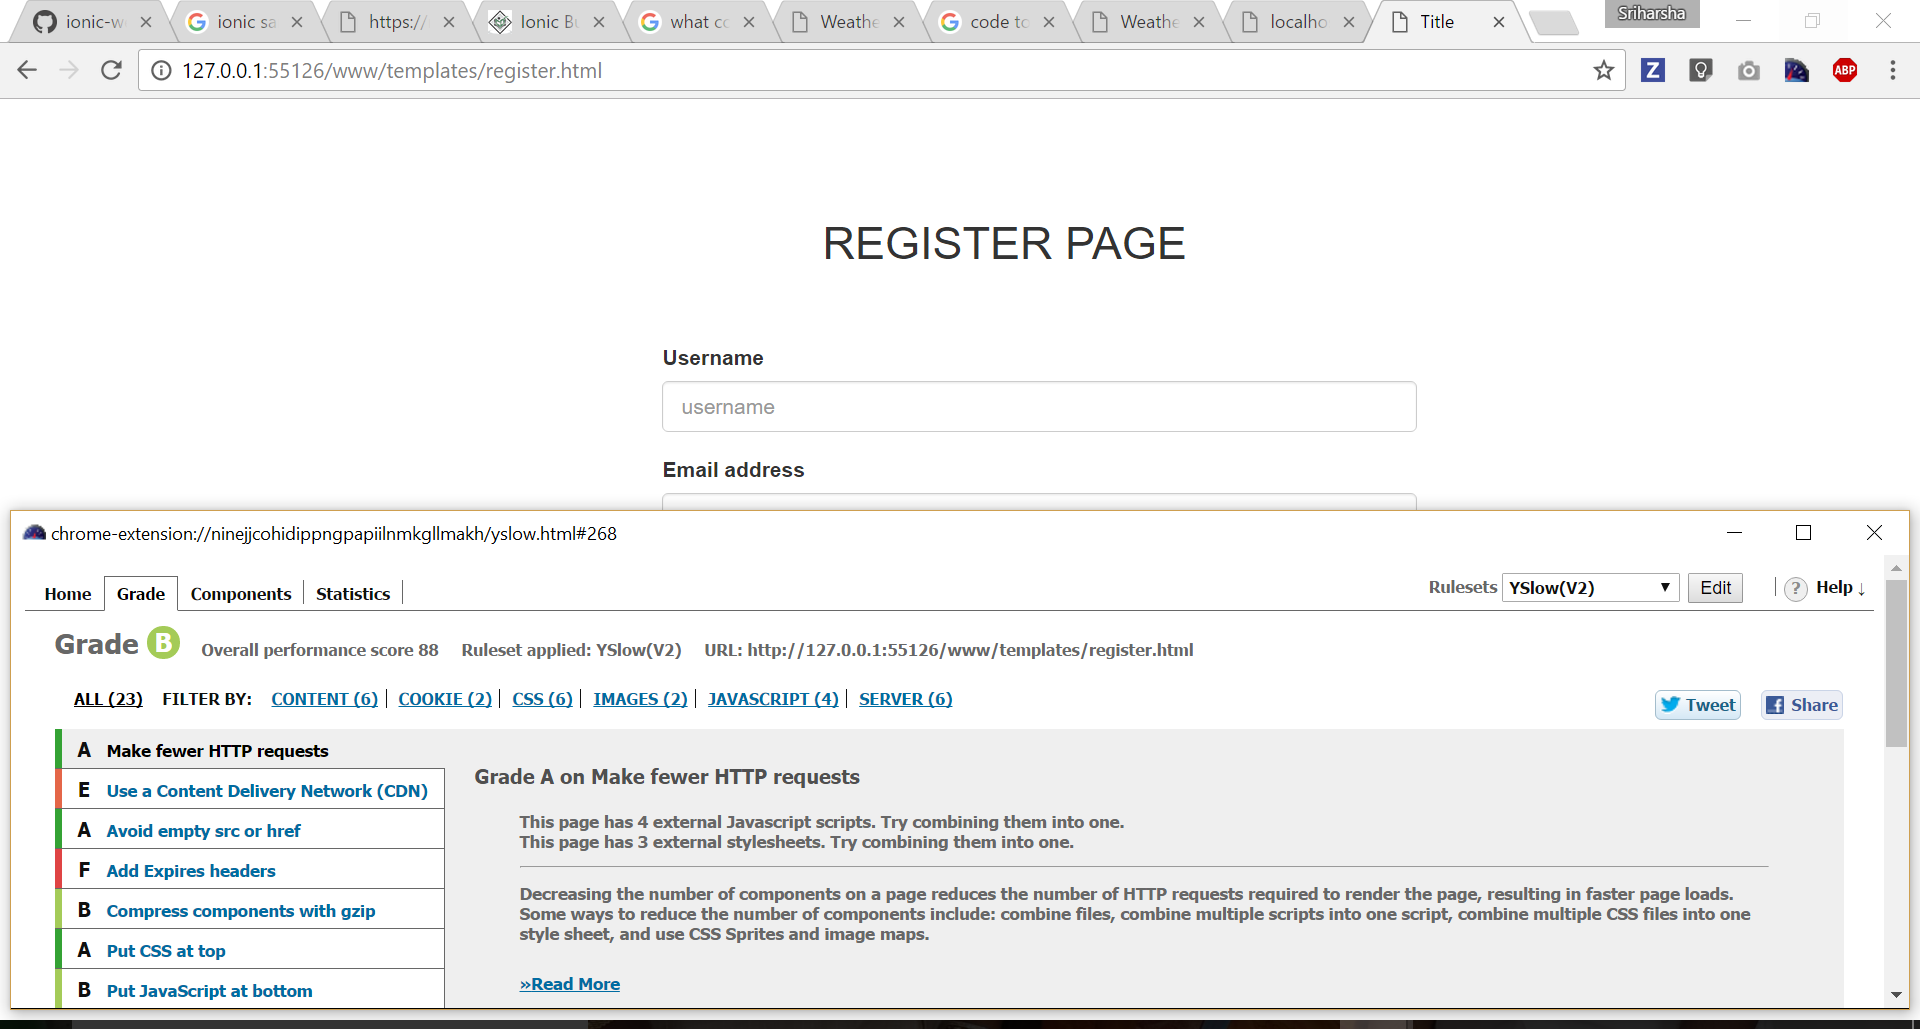 ionic-w
ionic sa
https://
Ionic Bu
what co
Weathe
code to
Weathe
localho
Title
Sriharsha
127.0.0.1:55126/www/templates/register.html
Z
ABP
REGISTER PAGE
Username
username
Email address
chrome-extension://ninejjcohidippngpapiilnmkgllmakh/yslow.html#268
Home
Grade
Components
Statistics
Rulesets YSlow(V2) Edit ? Help ↓
Grade B Overall performance score 88 Ruleset applied: YSlow(V2) URL: http://127.0.0.1:55126/www/templates/register.html
ALL (23) FILTER BY: CONTENT (6) | COOKIE (2) | CSS (6) | IMAGES (2) | JAVASCRIPT (4) | SERVER (6)
Tweet
Share
A Make fewer HTTP requests
E Use a Content Delivery Network (CDN)
A Avoid empty src or href
F Add Expires headers
B Compress components with gzip
A Put CSS at top
B Put JavaScript at bottom
Grade A on Make fewer HTTP requests
This page has 4 external Javascript scripts. Try combining them into one.
This page has 3 external stylesheets. Try combining them into one.
Decreasing the number of components on a page reduces the number of HTTP requests required to render the page, resulting in faster page loads.
Some ways to reduce the number of components include: combine files, combine multiple scripts into one script, combine multiple CSS files into one
style sheet, and use CSS Sprites and image maps.
»Read More